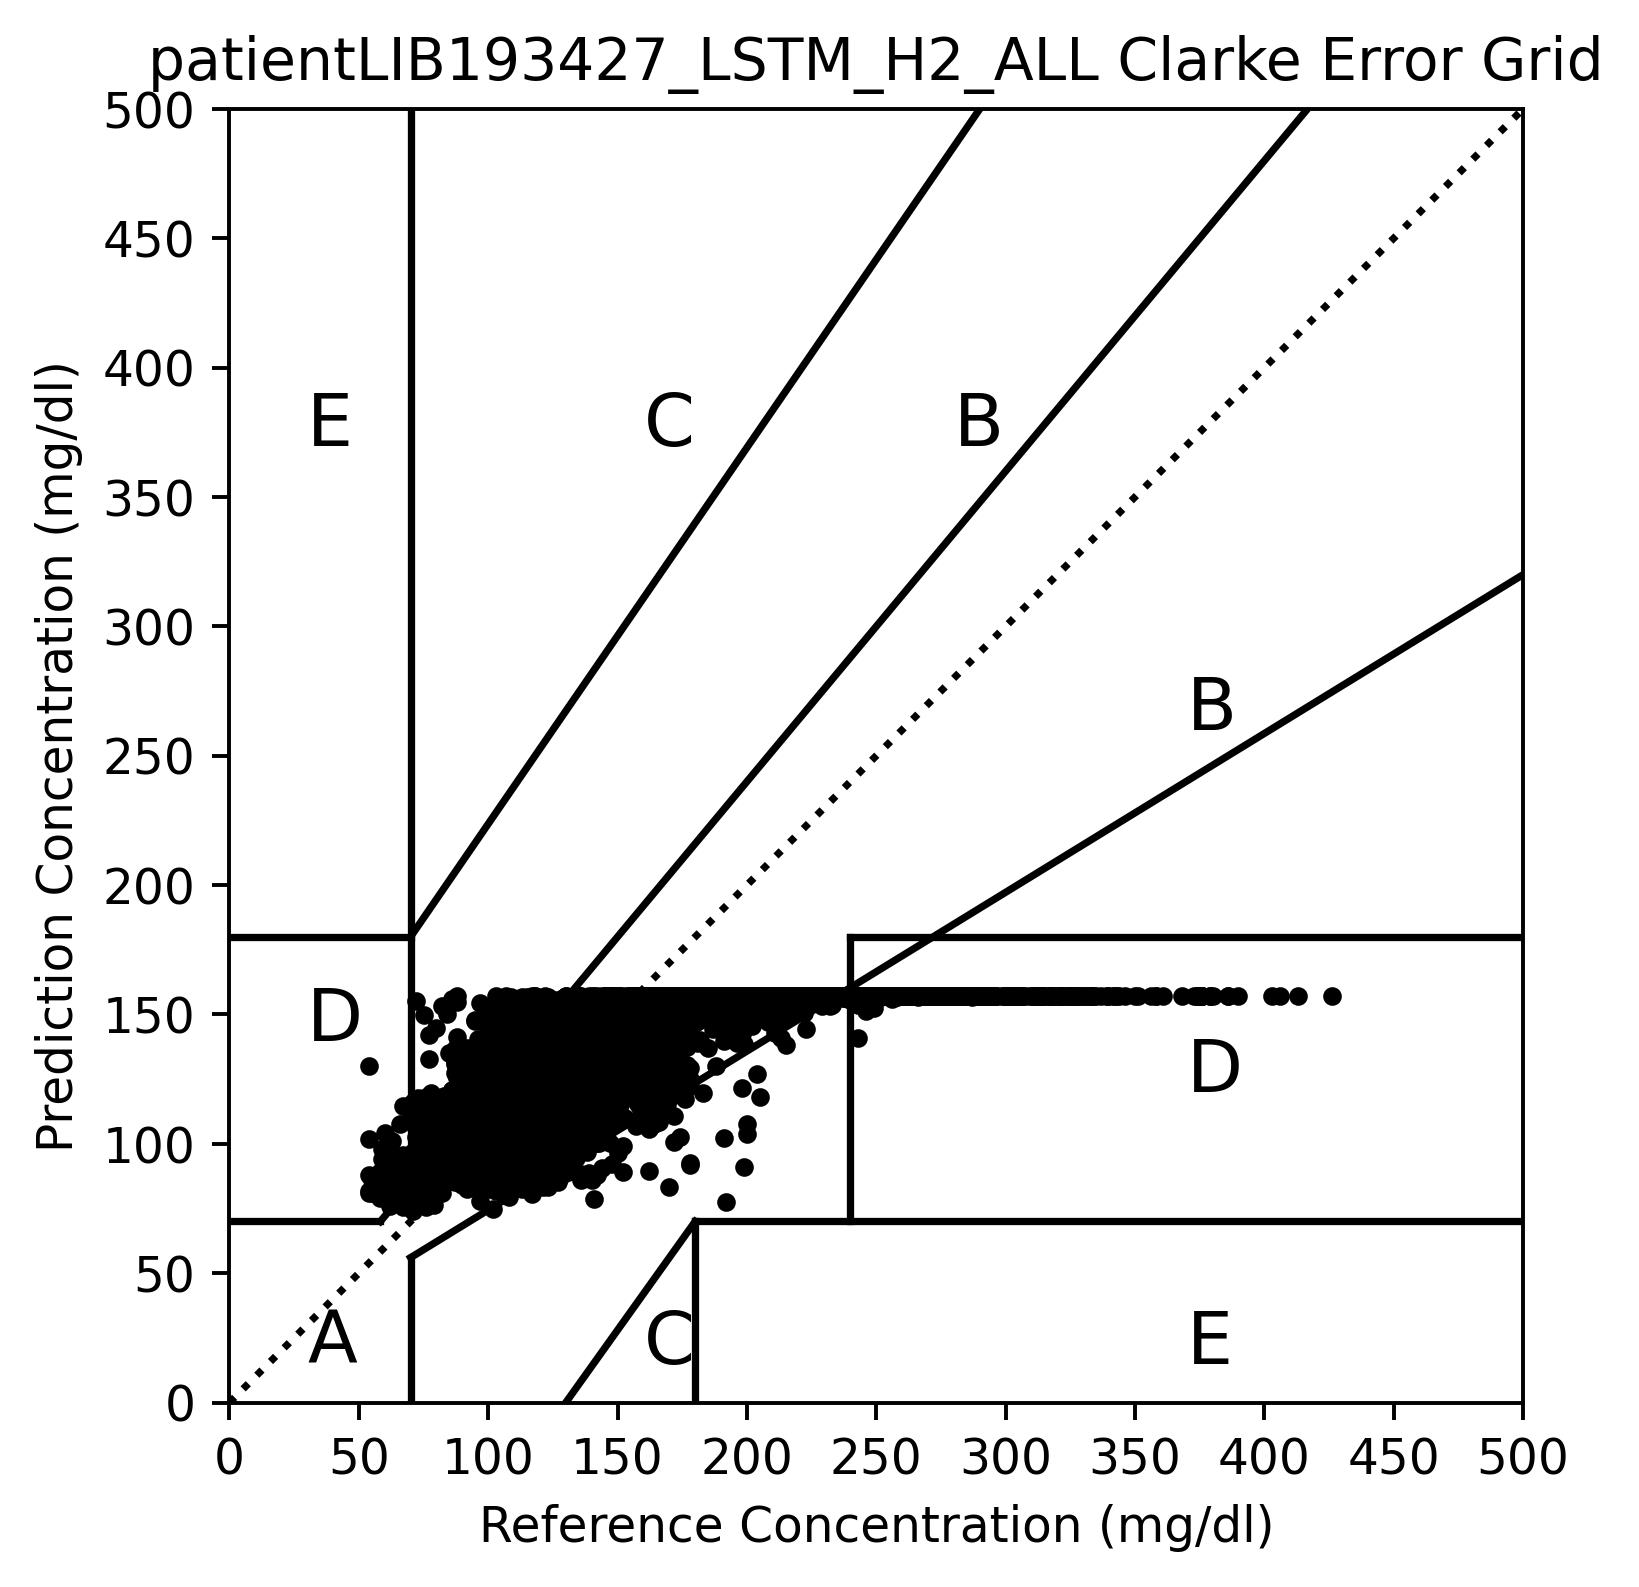 patientLIB193427_LSTM_H2_ALL Clarke Error Grid
Prediction Concentration (mg/dl)
500
450
400
350
300
250
200
150
100
50
0
E
C
B
B
D
D
A
C
E
0 50 100 150 200 250 300 350 400 450 500
Reference Concentration (mg/dl)